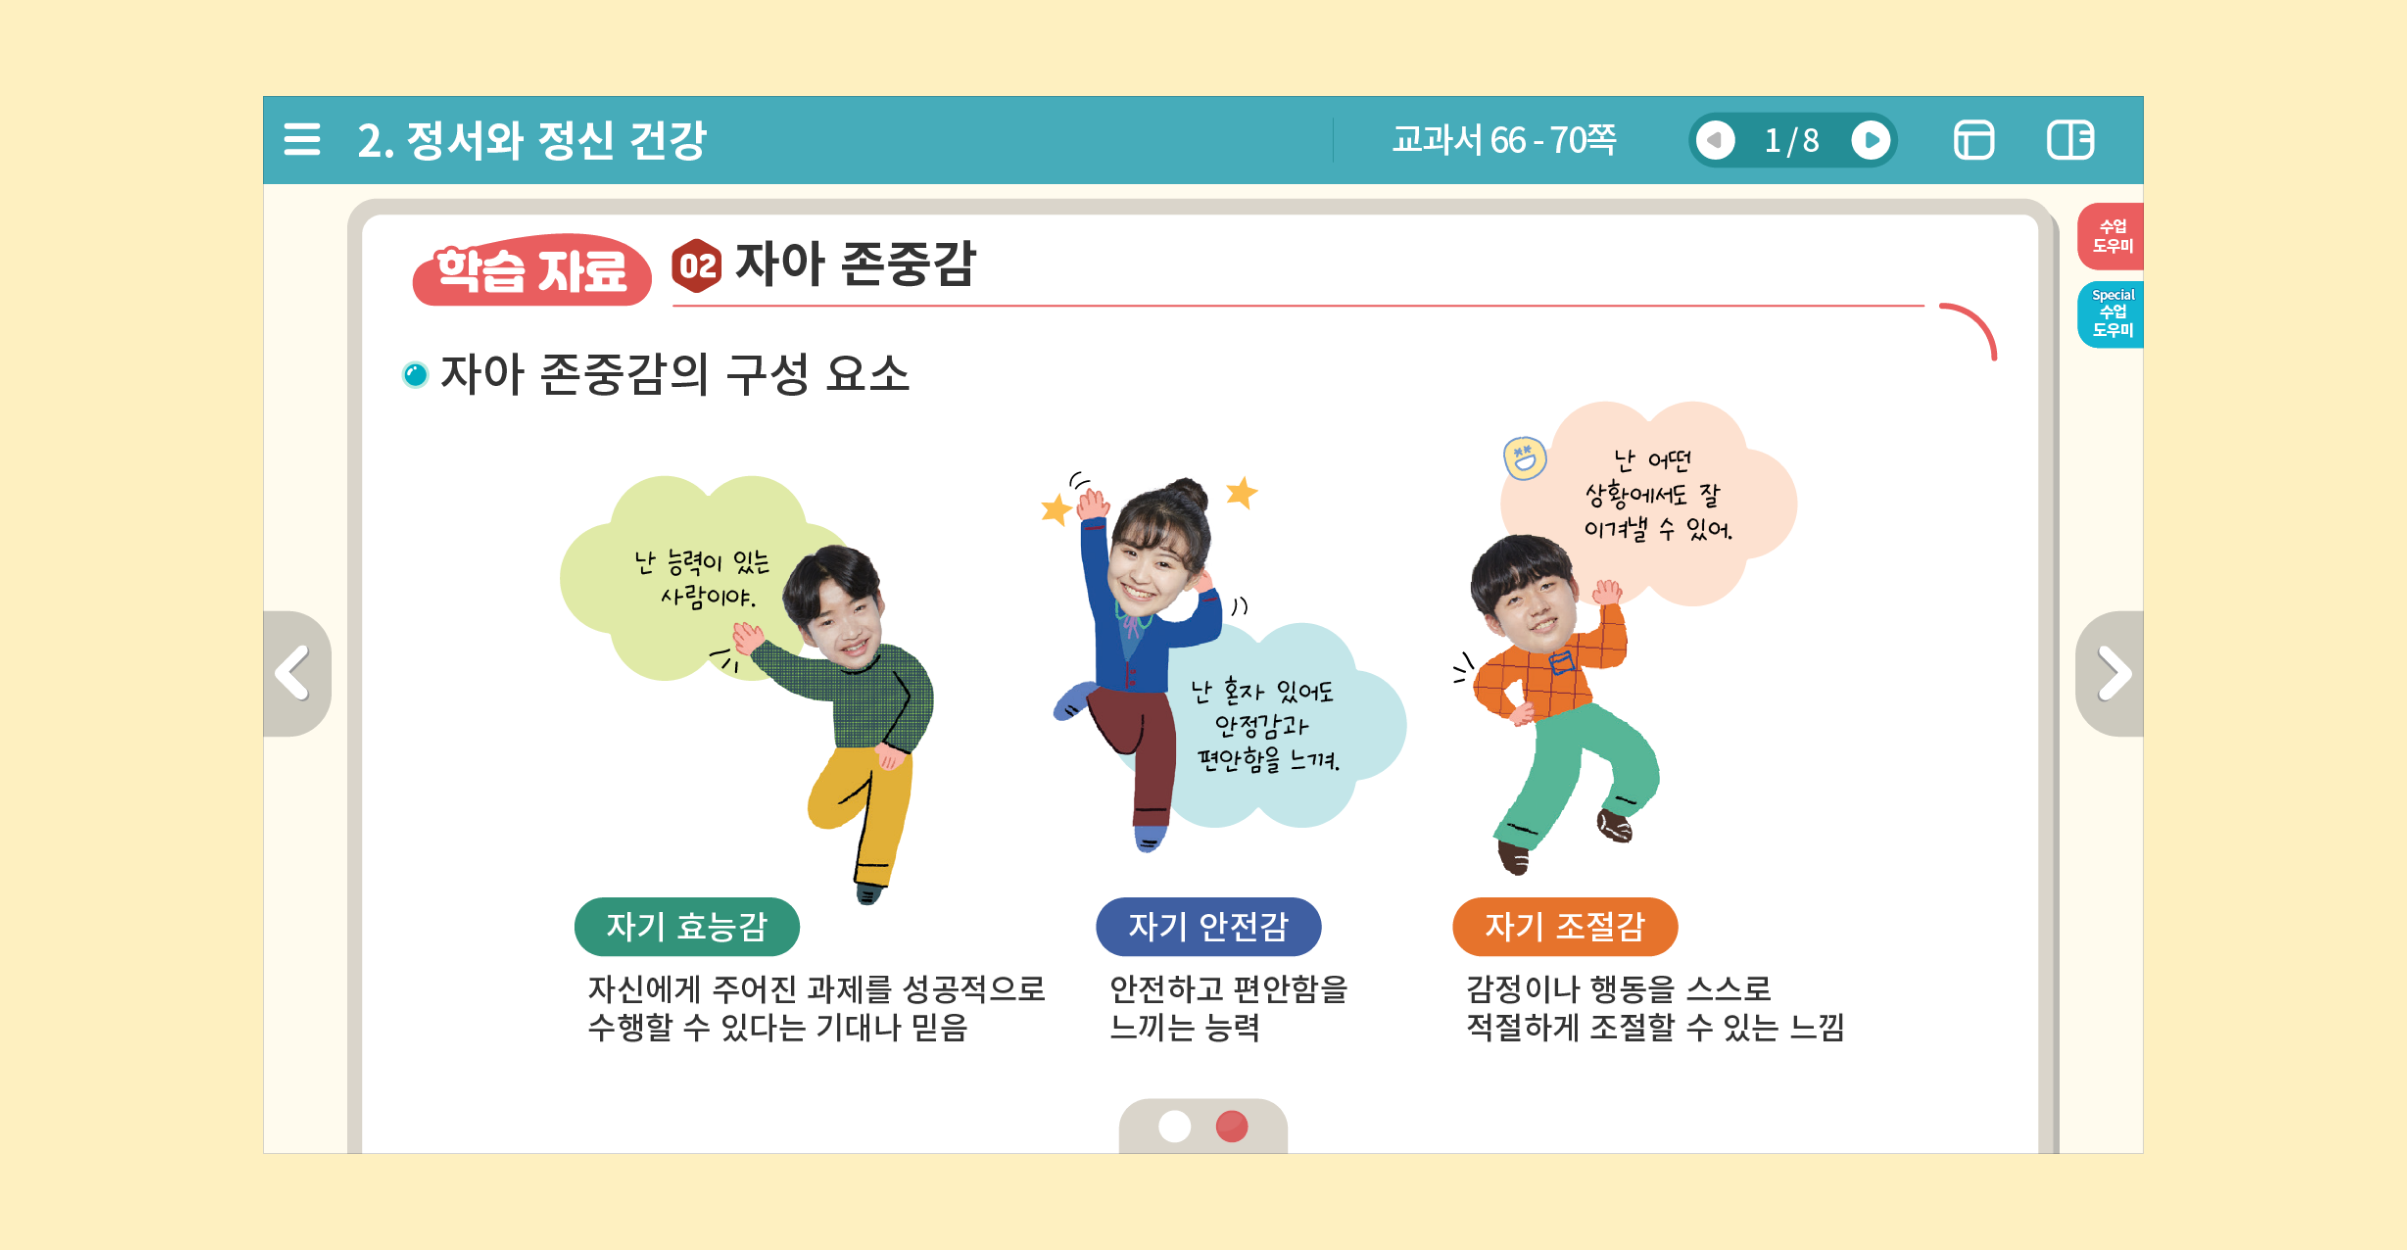 2. 정서와 정신 건강
교과서 66 - 70쪽
1 / 8
수업
도우미
Special
수업
도우미
학습 자료
02 자아 존중감
자아 존중감의 구성 요소
난 능력이 있는
사람이야.
난 혼자 있어도
안정감과
편안함을 느껴.
난 어떤
상황에서도 잘
이겨낼 수 있어.
자기 효능감
자신에게 주어진 과제를 성공적으로
수행할 수 있다는 기대나 믿음
자기 안전감
안전하고 편안함을
느끼는 능력
자기 조절감
감정이나 행동을 스스로
적절하게 조절할 수 있는 느낌